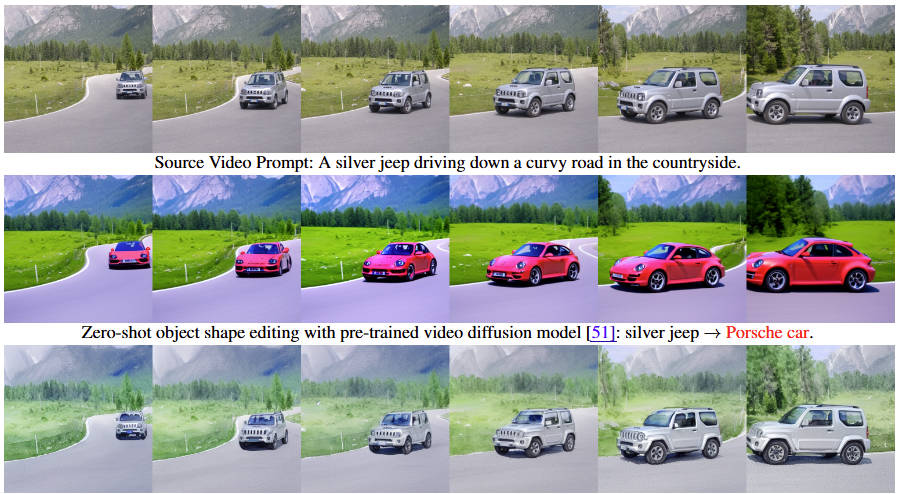 Source Video Prompt: A silver jeep driving down a curvy road in the countryside.
Zero-shot object shape editing with pre-trained video diffusion model [51]: silver jeep → Porsche car.